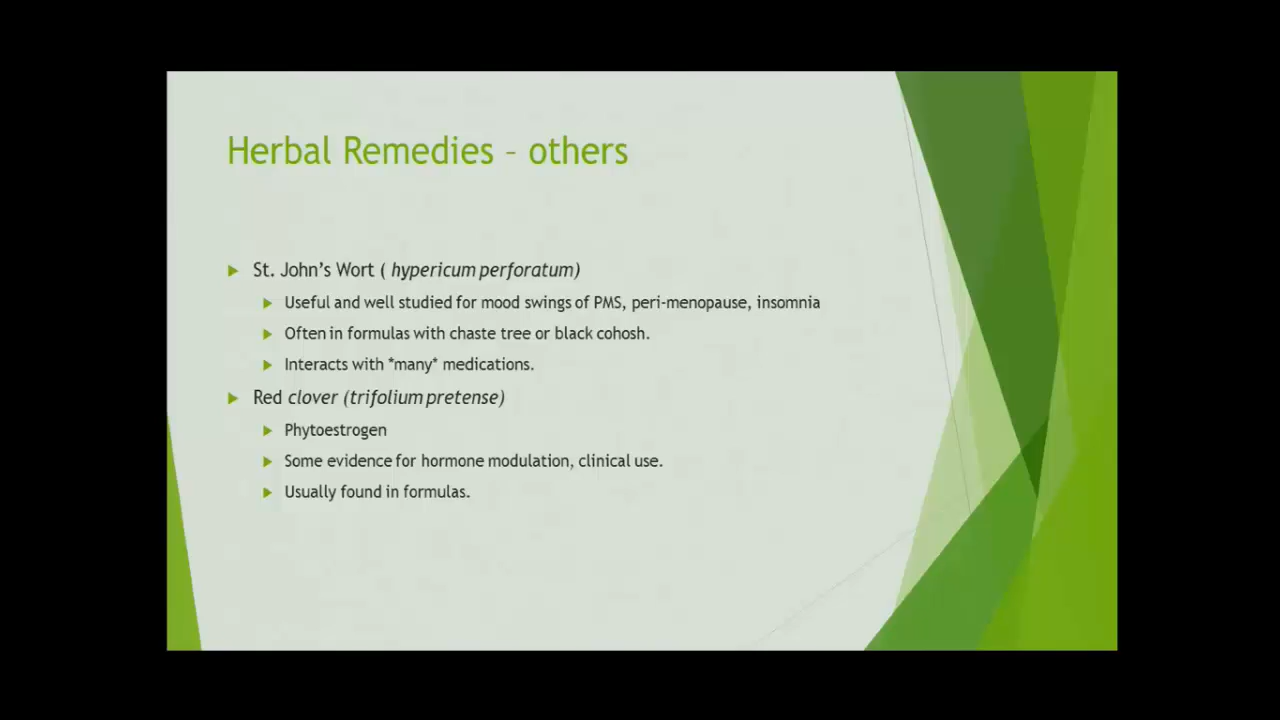 Herbal Remedies – others
St. John's Wort ( hypericum perforatum)
Useful and well studied for mood swings of PMS, peri-menopause, insomnia
Often in formulas with chaste tree or black cohosh.
Interacts with *many* medications.
Red clover (trifolium pretense)
Phytoestrogen
Some evidence for hormone modulation, clinical use.
Usually found in formulas.